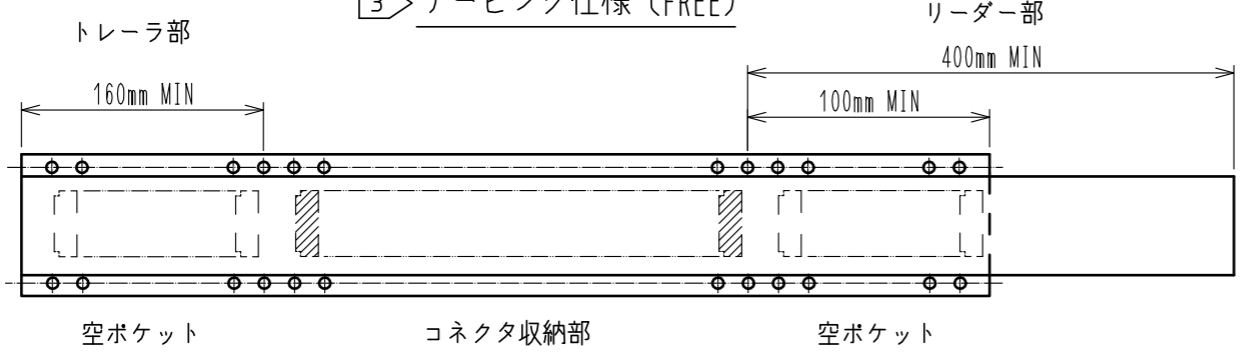 3 テーピング仕様 (FREE)
トレーラ部
リーダー部
400mm MIN
160mm MIN
100mm MIN
空ポケット
コネクタ収納部
空ポケット